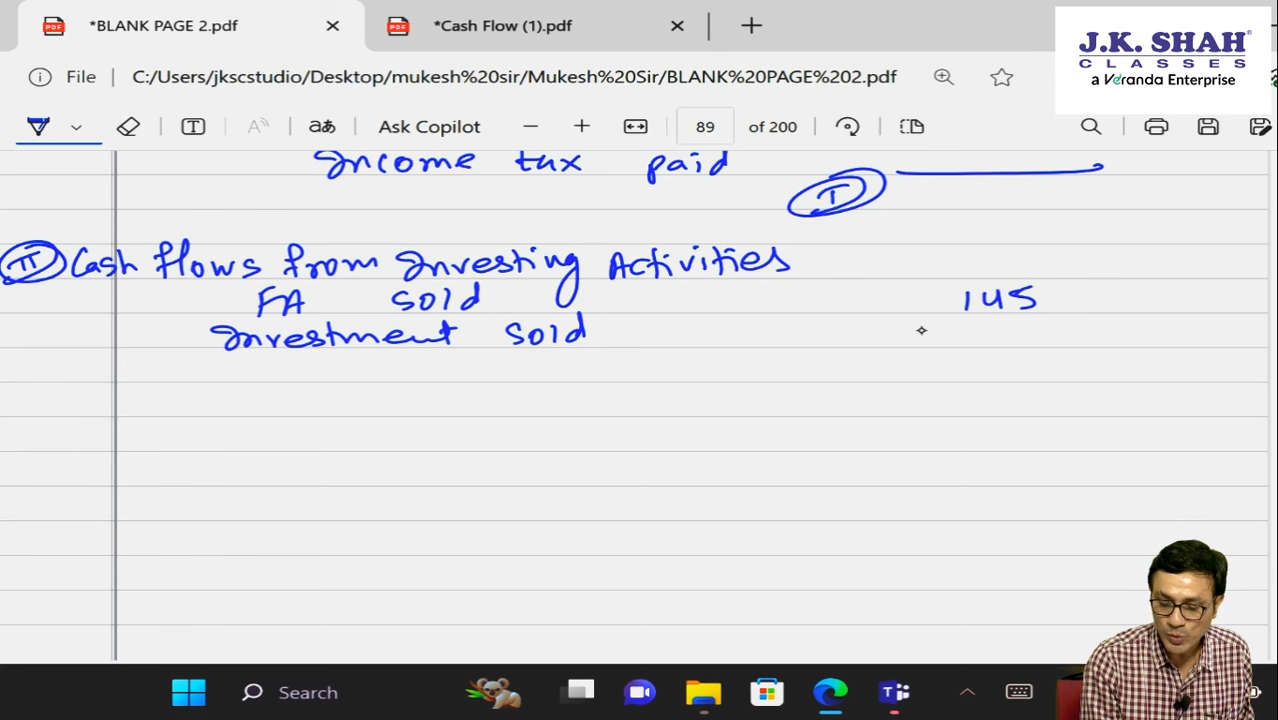 *BLANK PAGE 2.pdf
*Cash Flow (1).pdf
J.K. SHAH
CLASSES
a Veranda Enterprise
File C:/Users/jkscstudio/Desktop/mukesh%20sir/Mukesh%20Sir/BLANK%20PAGE%202.pdf
Ask Copilot 89 of 200
Income tax paid
I
II Cash flows from Investing Activities
FA sold 145
Investment sold
Search